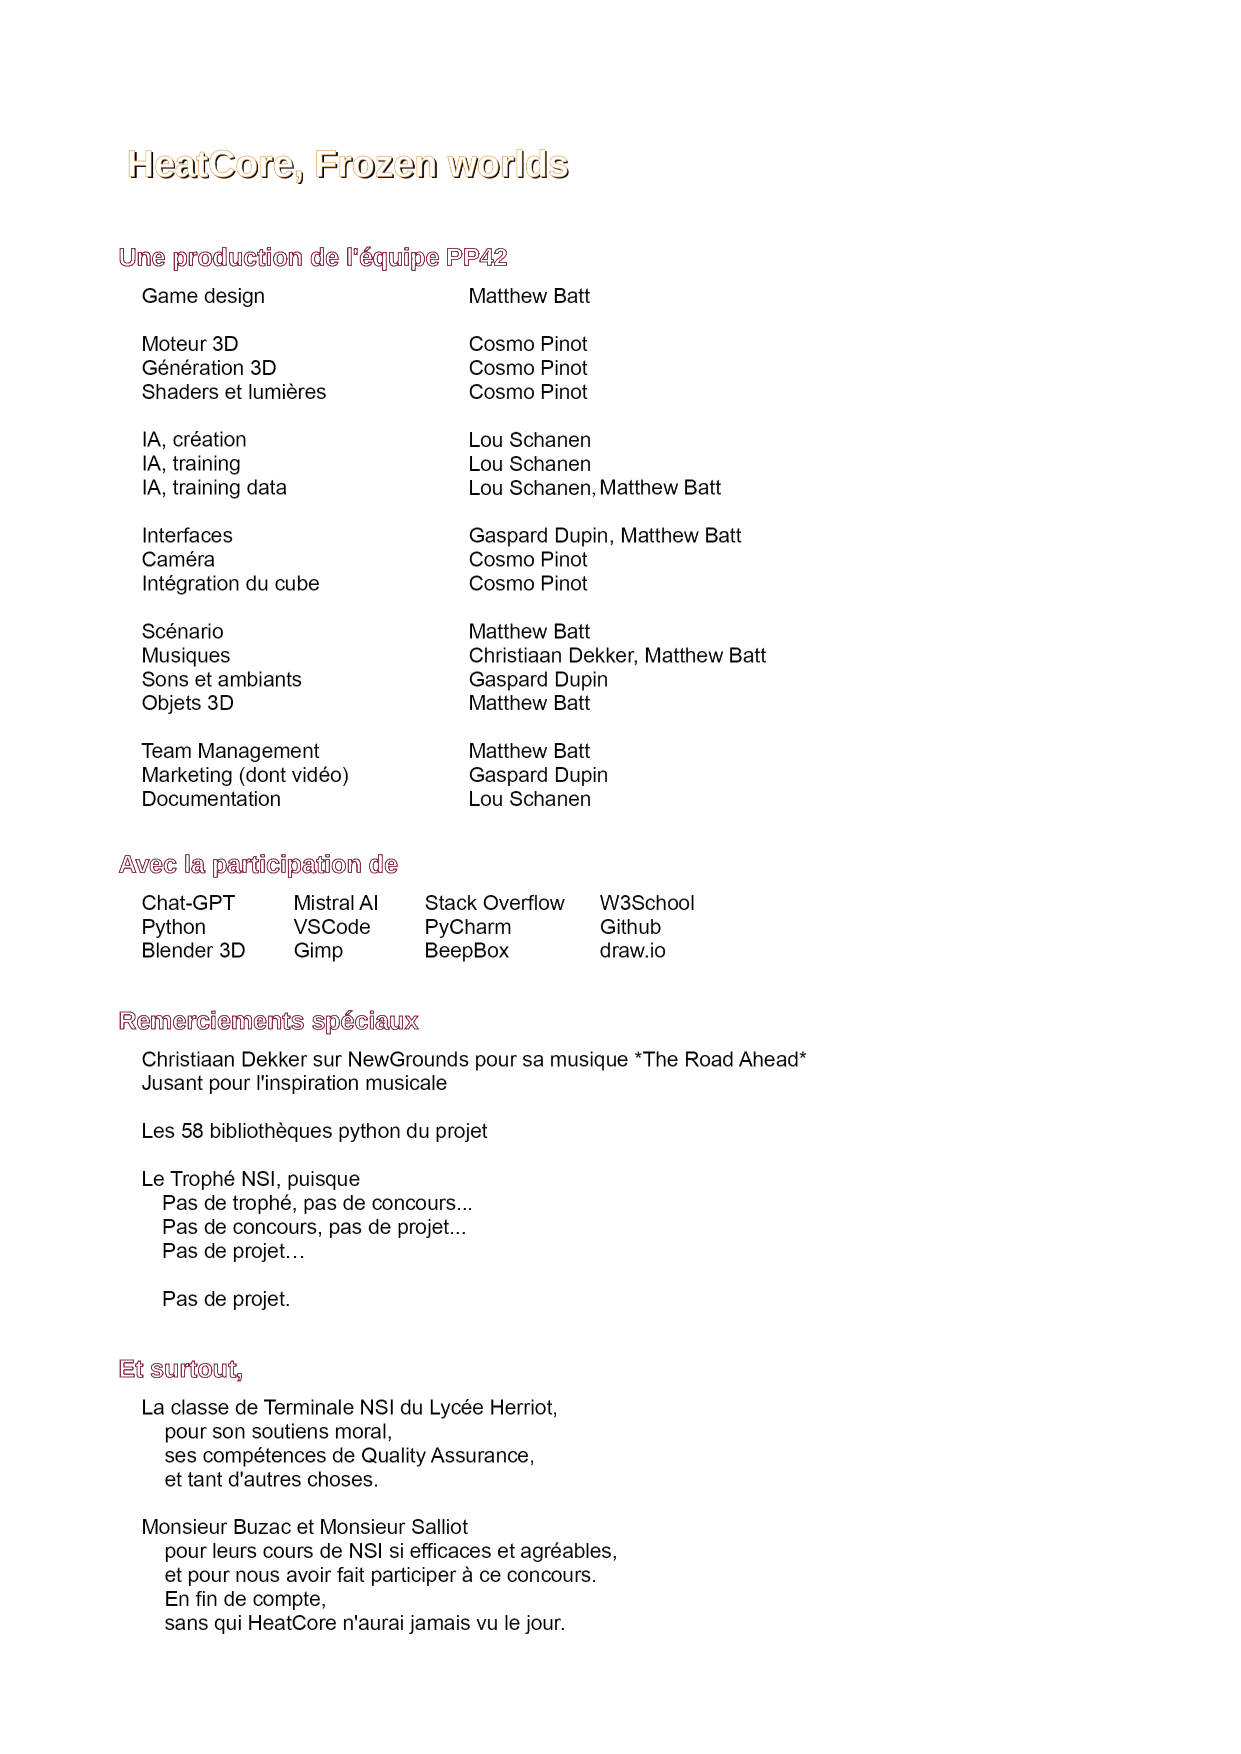 HeatCore, Frozen worlds
Une production de l'équipe PP42
Game design Matthew Batt
Moteur 3D Cosmo Pinot
Génération 3D Cosmo Pinot
Shaders et lumières Cosmo Pinot
IA, création Lou Schanen
IA, training Lou Schanen
IA, training data Lou Schanen, Matthew Batt
Interfaces Gaspard Dupin, Matthew Batt
Caméra Cosmo Pinot
Intégration du cube Cosmo Pinot
Scénario Matthew Batt
Musiques Christiaan Dekker, Matthew Batt
Sons et ambiants Gaspard Dupin
Objets 3D Matthew Batt
Team Management Matthew Batt
Marketing (dont vidéo) Gaspard Dupin
Documentation Lou Schanen
Avec la participation de
Chat-GPT Mistral AI Stack Overflow W3School
Python VSCode PyCharm Github
Blender 3D Gimp BeepBox draw.io
Remerciements spéciaux
Christiaan Dekker sur NewGrounds pour sa musique *The Road Ahead*
Jusant pour l'inspiration musicale
Les 58 bibliothèques python du projet
Le Trophé NSI, puisque
Pas de trophé, pas de concours...
Pas de concours, pas de projet...
Pas de projet…
Pas de projet.
Et surtout,
La classe de Terminale NSI du Lycée Herriot,
pour son soutiens moral,
ses compétences de Quality Assurance,
et tant d'autres choses.
Monsieur Buzac et Monsieur Salliot
pour leurs cours de NSI si efficaces et agréables,
et pour nous avoir fait participer à ce concours.
En fin de compte,
sans qui HeatCore n'aurai jamais vu le jour.